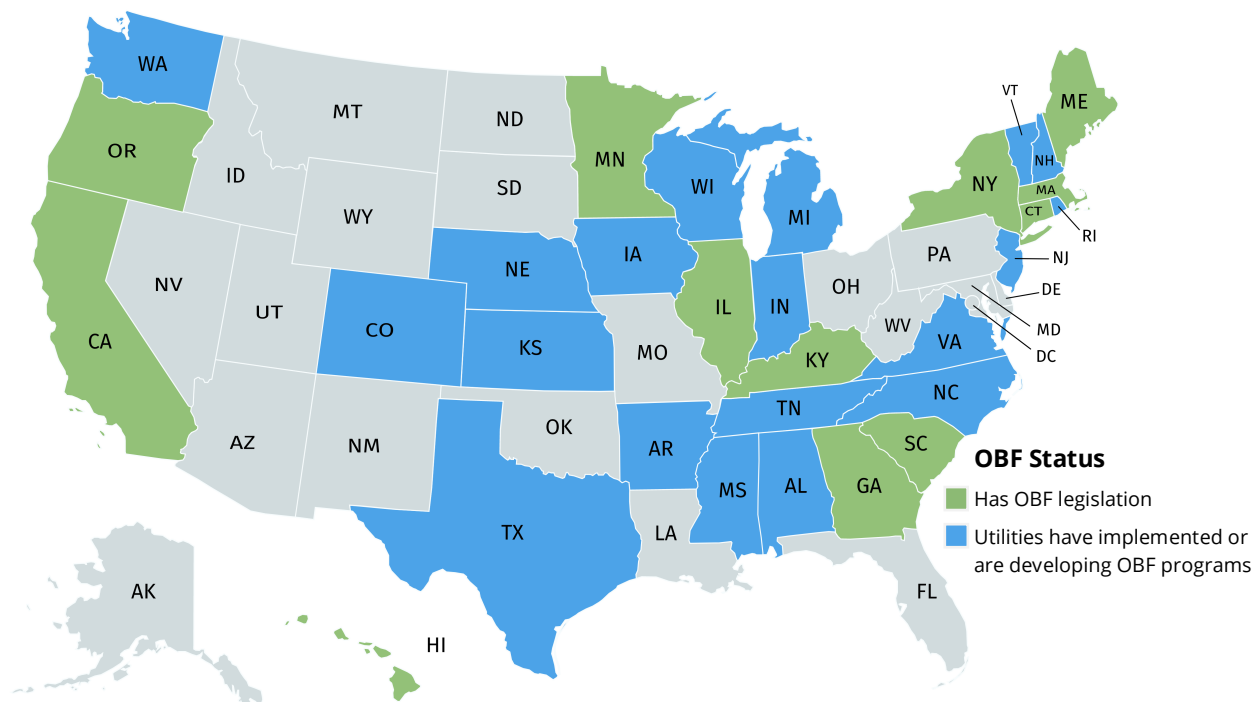 WA
MT
ND
MN
VT
ME
OR
ID
SD
WI
MI
NH
NY
MA
CT
RI
WY
IA
NE
PA
NJ
NV
UT
CO
KS
IL
IN
OH
DE
MD
DC
CA
MO
KY
WV
VA
AZ
NM
OK
AR
TN
NC
SC
MS
AL
GA
TX
LA
FL
AK
HI
OBF Status
Has OBF legislation
Utilities have implemented or
are developing OBF programs